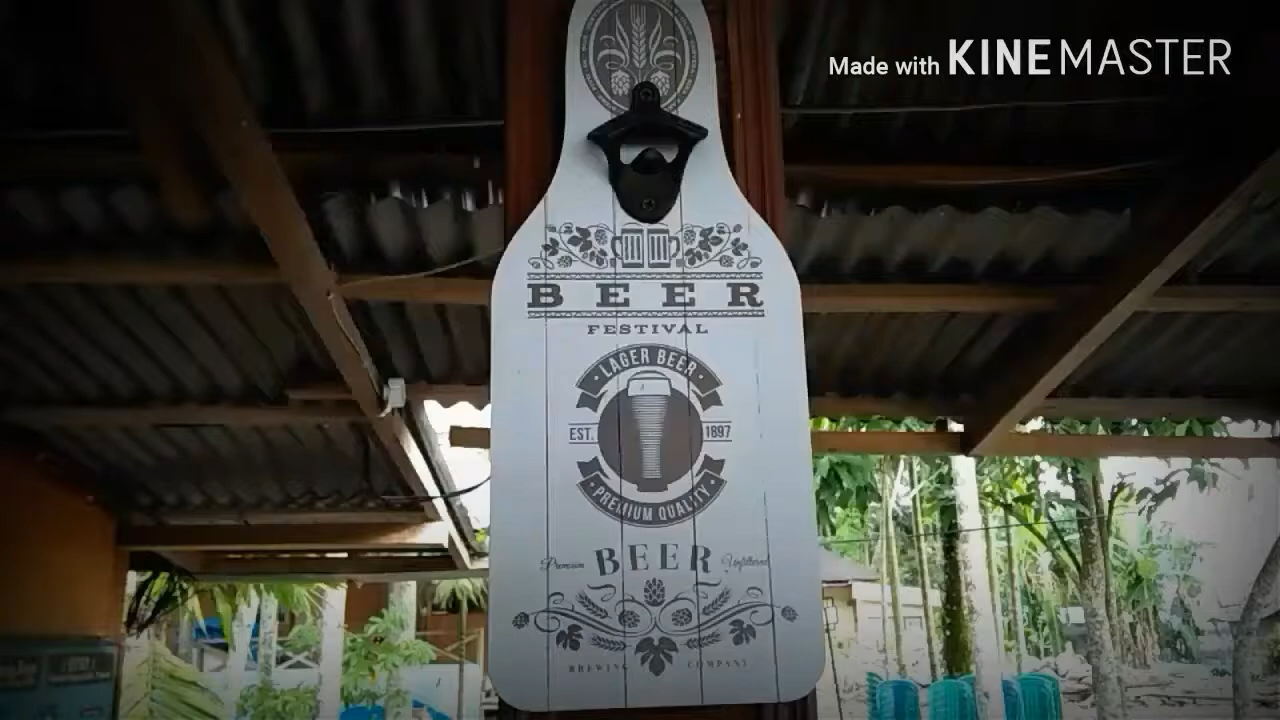 Made with KINEMASTER
BEER
FESTIVAL
LAGER BEER
EST. 1897
PREMIUM QUALITY
Premium BEER Unfiltered
BREWING COMPANY